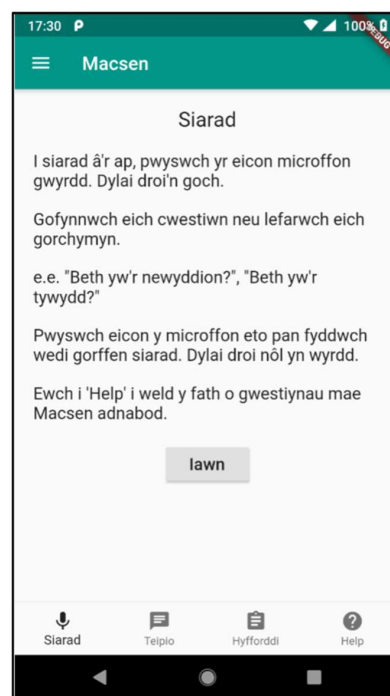 17:30 P 100%
DEBUG
Macsen
Siarad
I siarad â'r ap, pwyswch yr eicon microffon
gwyrdd. Dylai droi'n goch.
Gofynnwch eich cwestiwn neu lefarwch eich
gorchymyn.
e.e. "Beth yw'r newyddion?", "Beth yw'r
tywydd?"
Pwyswch eicon y microffon eto pan fyddwch
wedi gorffen siarad. Dylai droi nôl yn wyrdd.
Ewch i 'Help' i weld y fath o gwestiynau mae
Macsen adnabod.
Iawn
Siarad Teipio Hyfforddi Help